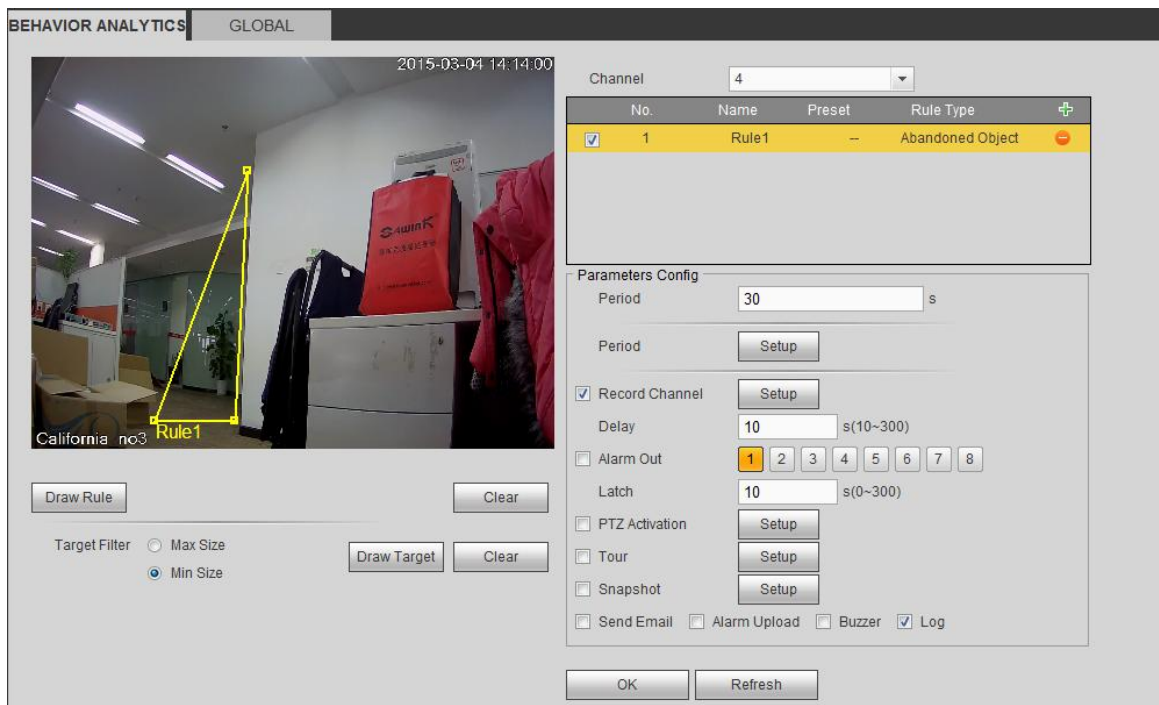 BEHAVIOR ANALYTICS GLOBAL
2015-03-04 14:14:00
SAWINK
California no3 Rule1
Draw Rule Clear
Target Filter Max Size
Min Size
Draw Target Clear
Channel 4
No. Name Preset Rule Type
1 Rule1 -- Abandoned Object
Parameters Config
Period 30 s
Period Setup
Record Channel Setup
Delay 10 s(10~300)
Alarm Out 1 2 3 4 5 6 7 8
Latch 10 s(0~300)
PTZ Activation Setup
Tour Setup
Snapshot Setup
Send Email Alarm Upload Buzzer Log
OK Refresh